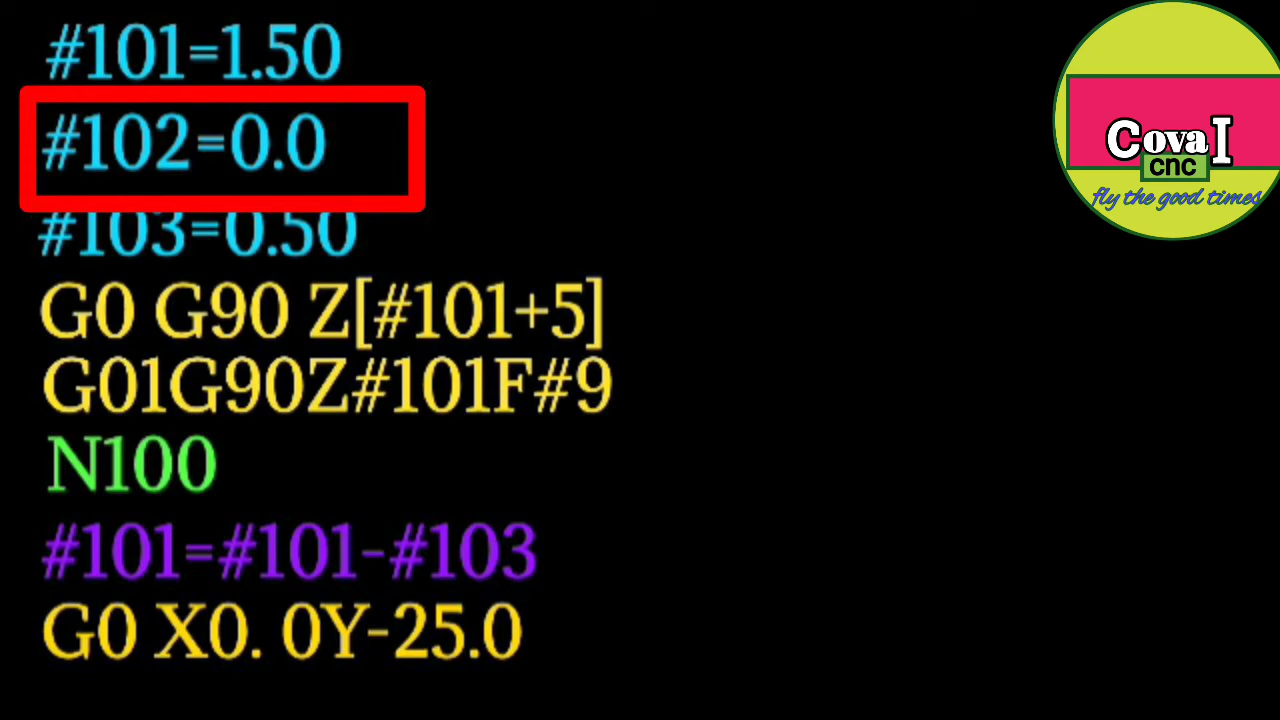 #101=1.50
#102=0.0
#103=0.50
G0 G90 Z[#101+5]
G01G90Z#101F#9
N100
#101=#101-#103
G0 X0. 0Y-25.0
CovaI
cnc
fly the good times